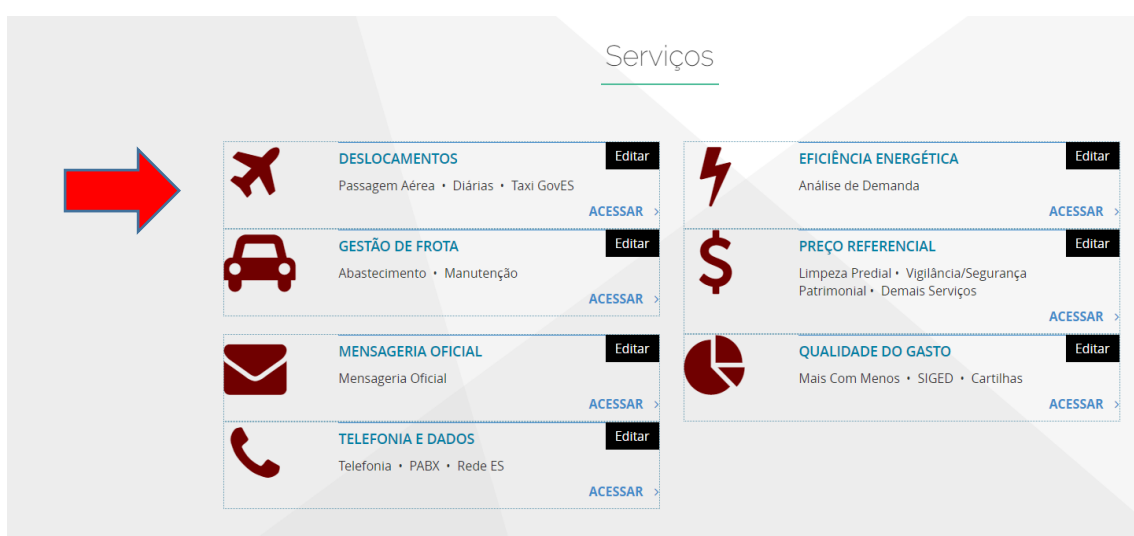 Serviços
DESLOCAMENTOS
Editar
Passagem Aérea • Diárias • Taxi GovES
ACESSAR >
GESTÃO DE FROTA
Editar
Abastecimento • Manutenção
ACESSAR >
MENSAGERIA OFICIAL
Editar
Mensageria Oficial
ACESSAR >
TELEFONIA E DADOS
Editar
Telefonia • PABX • Rede ES
ACESSAR >
EFICIÊNCIA ENERGÉTICA
Editar
Análise de Demanda
ACESSAR >
PREÇO REFERENCIAL
Editar
Limpeza Predial • Vigilância/Segurança
Patrimonial • Demais Serviços
ACESSAR >
QUALIDADE DO GASTO
Editar
Mais Com Menos • SIGED • Cartilhas
ACESSAR >